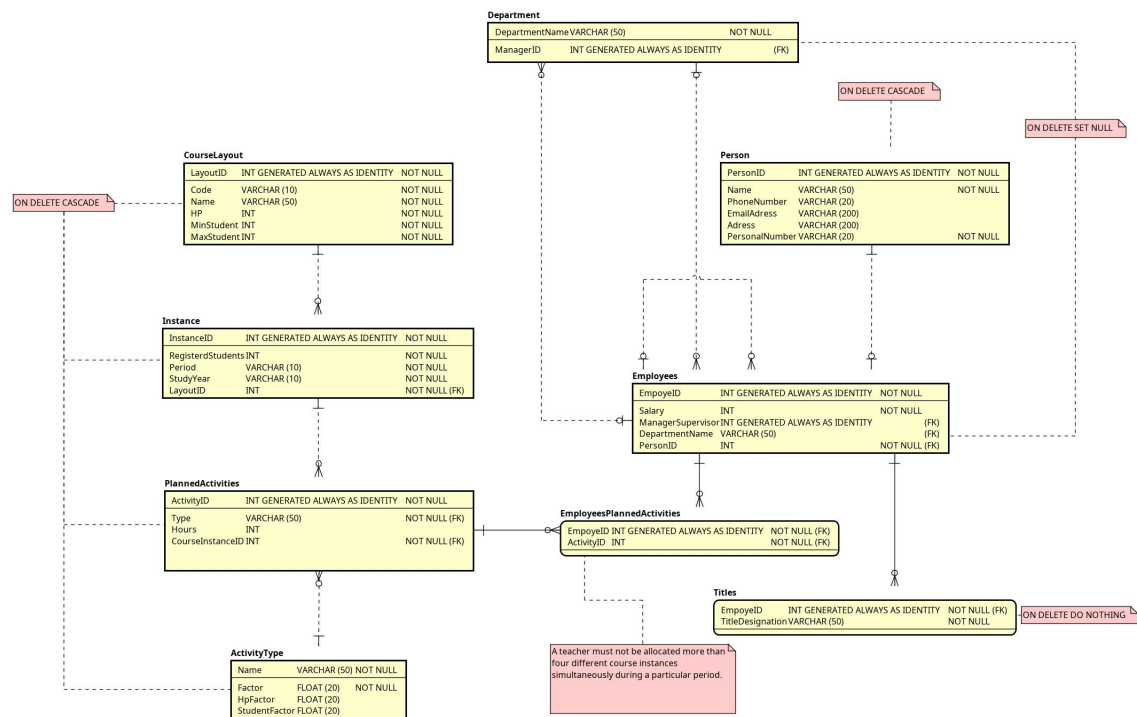 Department
DepartmentName VARCHAR (50) NOT NULL
ManagerID INT GENERATED ALWAYS AS IDENTITY (FK)
ON DELETE CASCADE
ON DELETE SET NULL
CourseLayout
LayoutID INT GENERATED ALWAYS AS IDENTITY NOT NULL
Code VARCHAR (10) NOT NULL
Name VARCHAR (50) NOT NULL
HP INT NOT NULL
MinStudent INT NOT NULL
MaxStudent INT NOT NULL
ON DELETE CASCADE
Person
PersonID INT GENERATED ALWAYS AS IDENTITY NOT NULL
Name VARCHAR (50) NOT NULL
PhoneNumber VARCHAR (20)
EmailAdress VARCHAR (200)
Adress VARCHAR (200)
PersonalNumber VARCHAR (20) NOT NULL
Instance
InstanceID INT GENERATED ALWAYS AS IDENTITY NOT NULL
RegisterdStudents INT NOT NULL
Period VARCHAR (10) NOT NULL
StudyYear VARCHAR (10) NOT NULL
LayoutID INT NOT NULL (FK)
Employees
EmpoyeID INT GENERATED ALWAYS AS IDENTITY NOT NULL
Salary INT NOT NULL
ManagerSupervisor INT GENERATED ALWAYS AS IDENTITY (FK)
DepartmentName VARCHAR (50) (FK)
PersonID INT NOT NULL (FK)
PlannedActivities
ActivityID INT GENERATED ALWAYS AS IDENTITY NOT NULL
Type VARCHAR (50) NOT NULL (FK)
Hours INT
CourseInstanceID INT NOT NULL (FK)
EmployeesPlannedActivities
EmpoyeID INT GENERATED ALWAYS AS IDENTITY NOT NULL (FK)
ActivityID INT NOT NULL (FK)
Titles
EmpoyeID INT GENERATED ALWAYS AS IDENTITY NOT NULL (FK)
TitleDesignation VARCHAR (50) NOT NULL
ON DELETE DO NOTHING
A teacher must not be allocated more than
four different course instances
simultaneously during a particular period.
ActivityType
Name VARCHAR (50) NOT NULL
Factor FLOAT (20) NOT NULL
HpFactor FLOAT (20)
StudentFactor FLOAT (20)